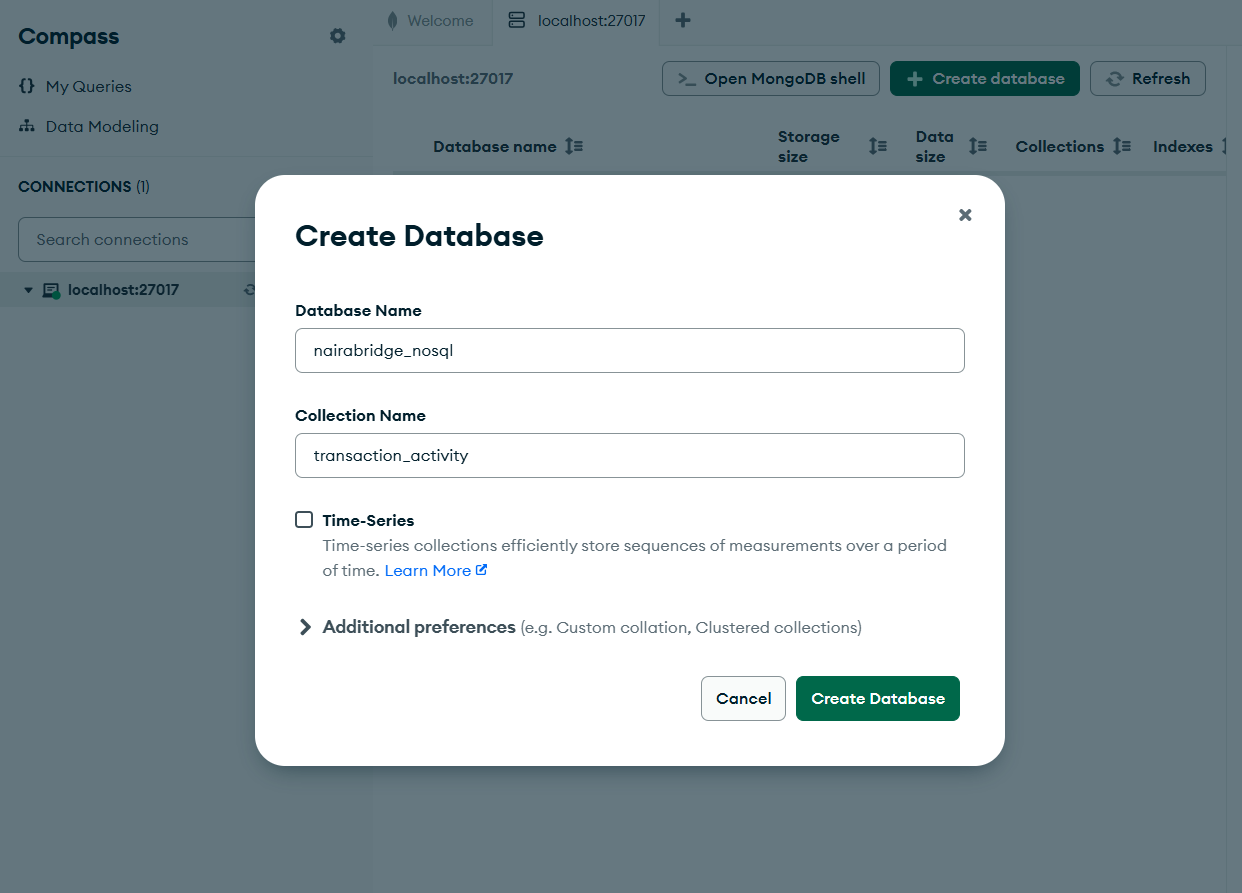 Compass
My Queries
Data Modeling
CONNECTIONS (1)
Search connections
localhost:27017
Welcome
localhost:27017
localhost:27017
>_ Open MongoDB shell
Create database
Refresh
Database name
Storage
size
Data
size
Collections
Indexes
Create Database
Database Name
nairabridge_nosql
Collection Name
transaction_activity
Time-Series
Time-series collections efficiently store sequences of measurements over a period
of time. Learn More
Additional preferences (e.g. Custom collation, Clustered collections)
Cancel
Create Database